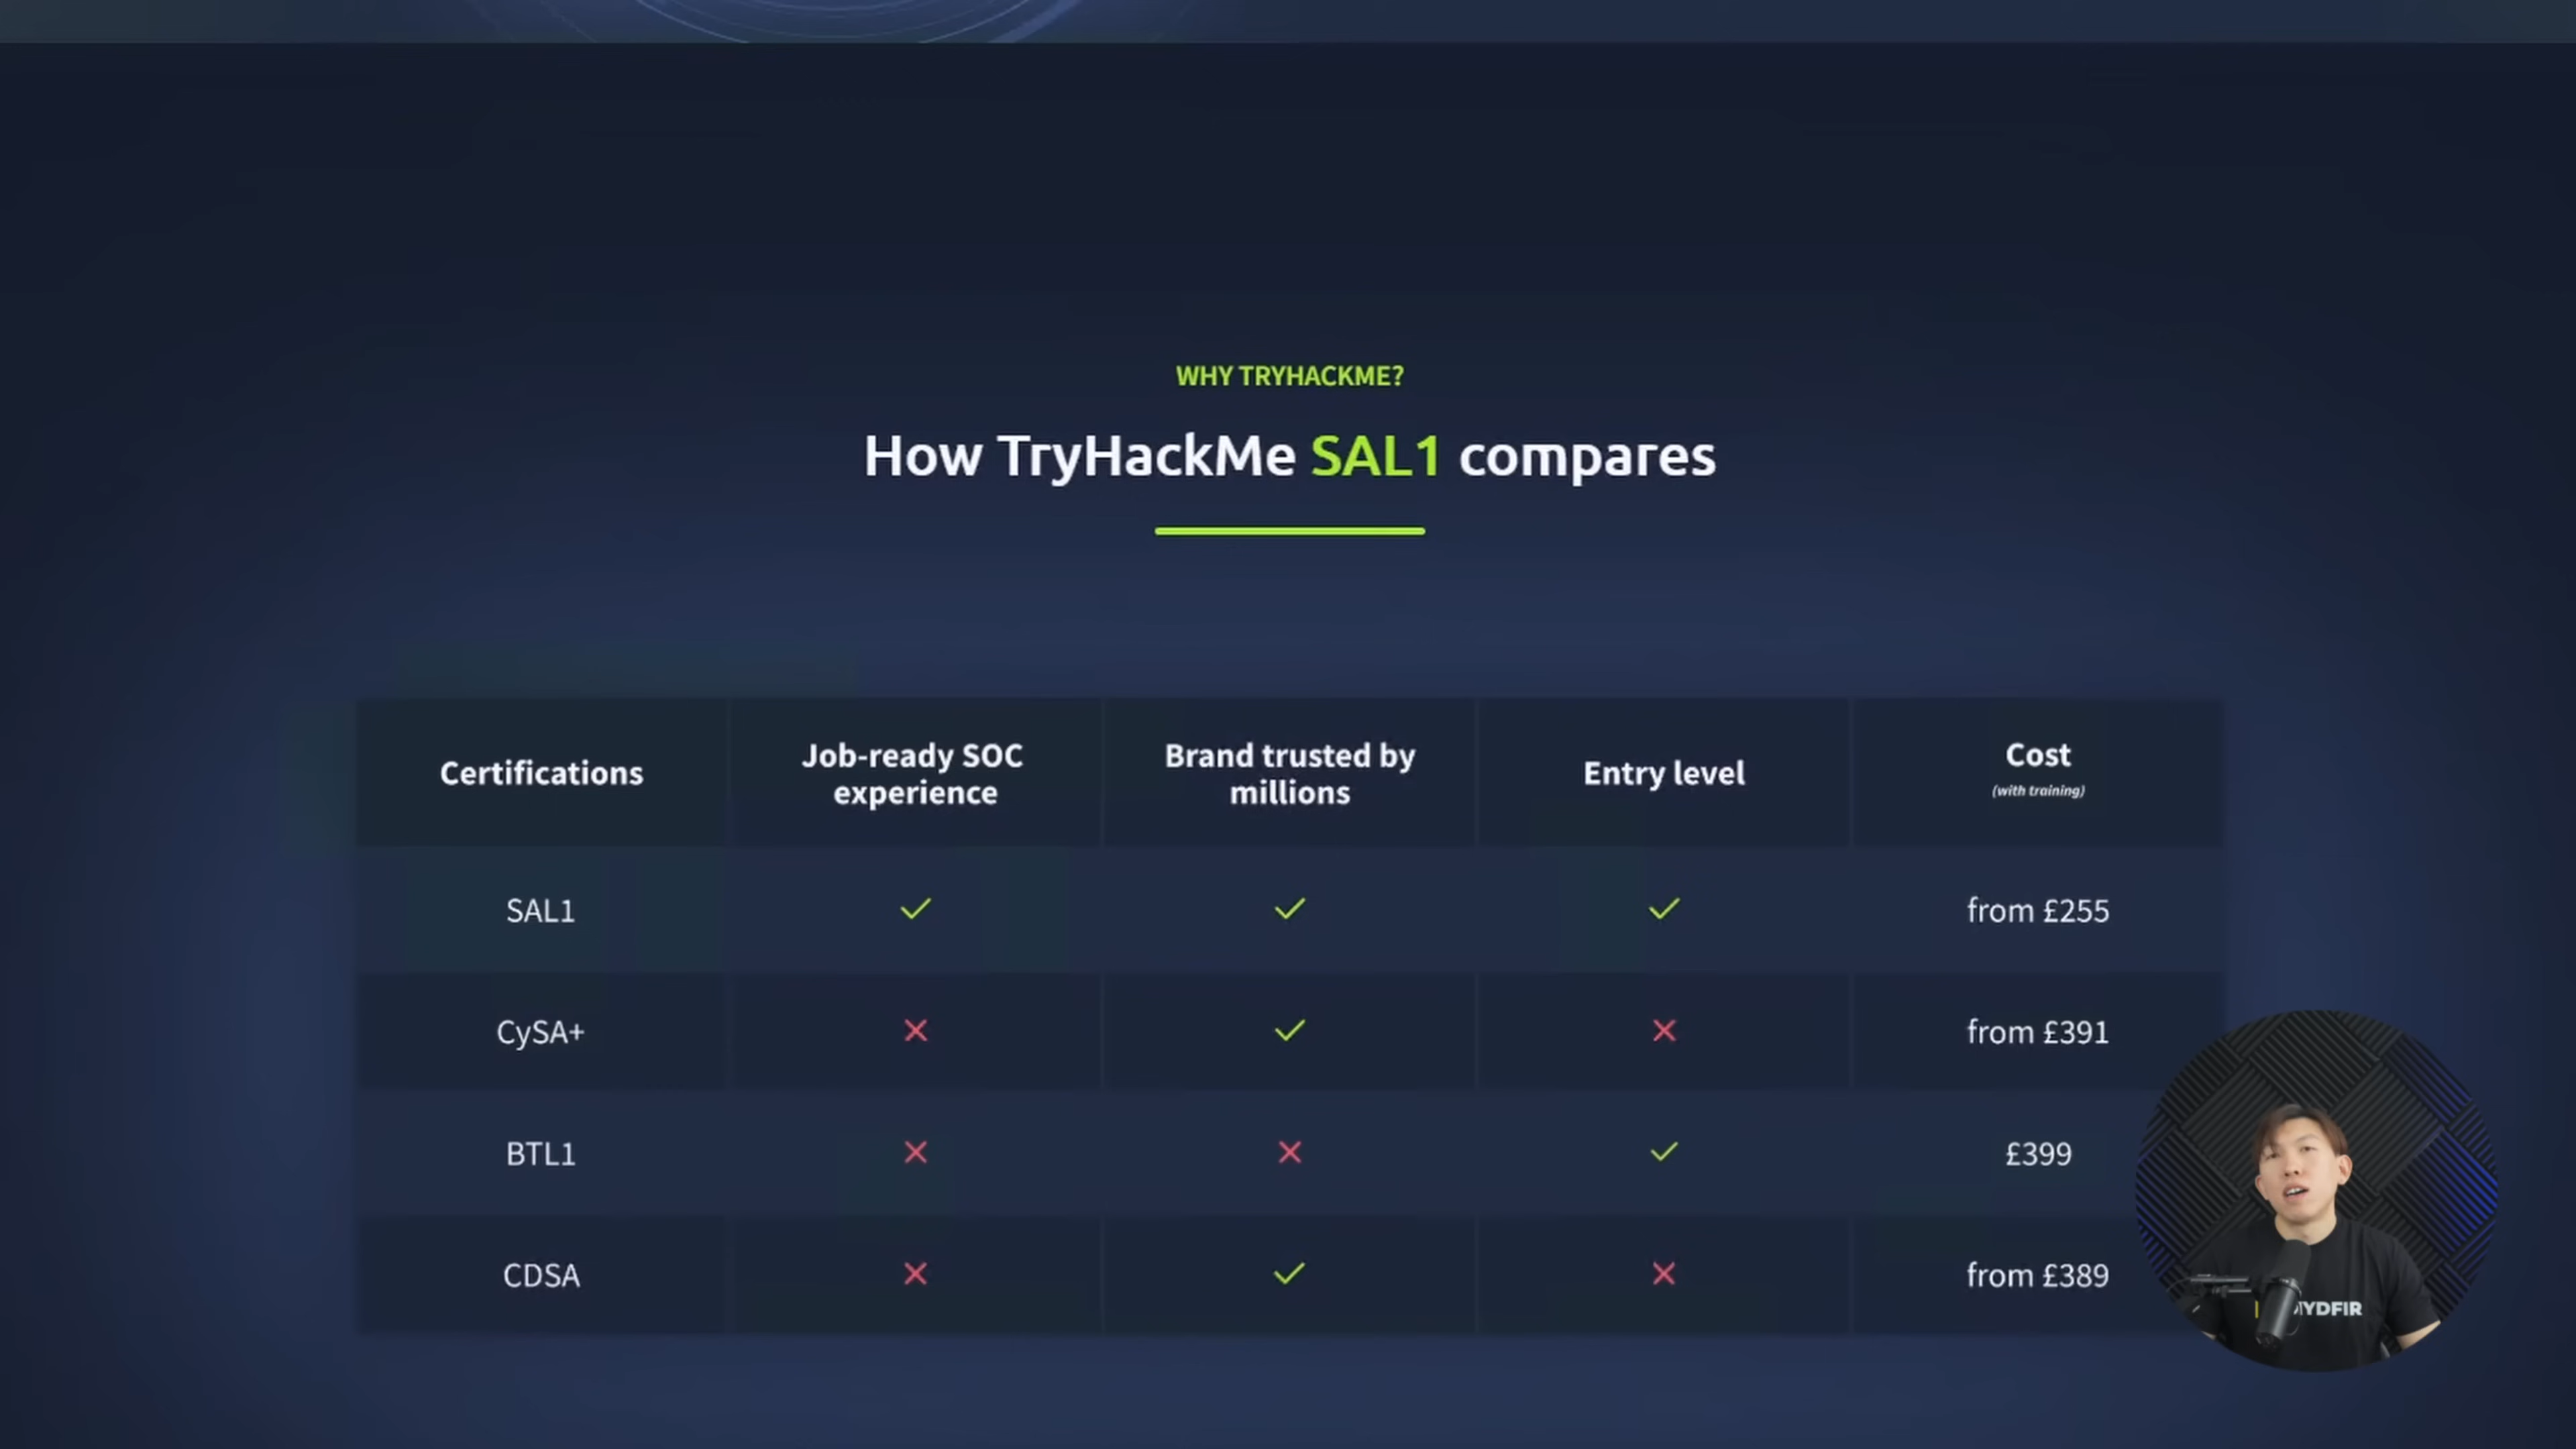 WHY TRYHACKME?
How TryHackMe SAL1 compares
Certifications
Job-ready SOC
experience
Brand trusted by
millions
Entry level
Cost
(with training)
SAL1
✓
✓
✓
from £255
CySA+
✕
✓
✕
from £391
BTL1
✕
✕
✓
£399
CDSA
✕
✓
✕
from £389
YDFIR